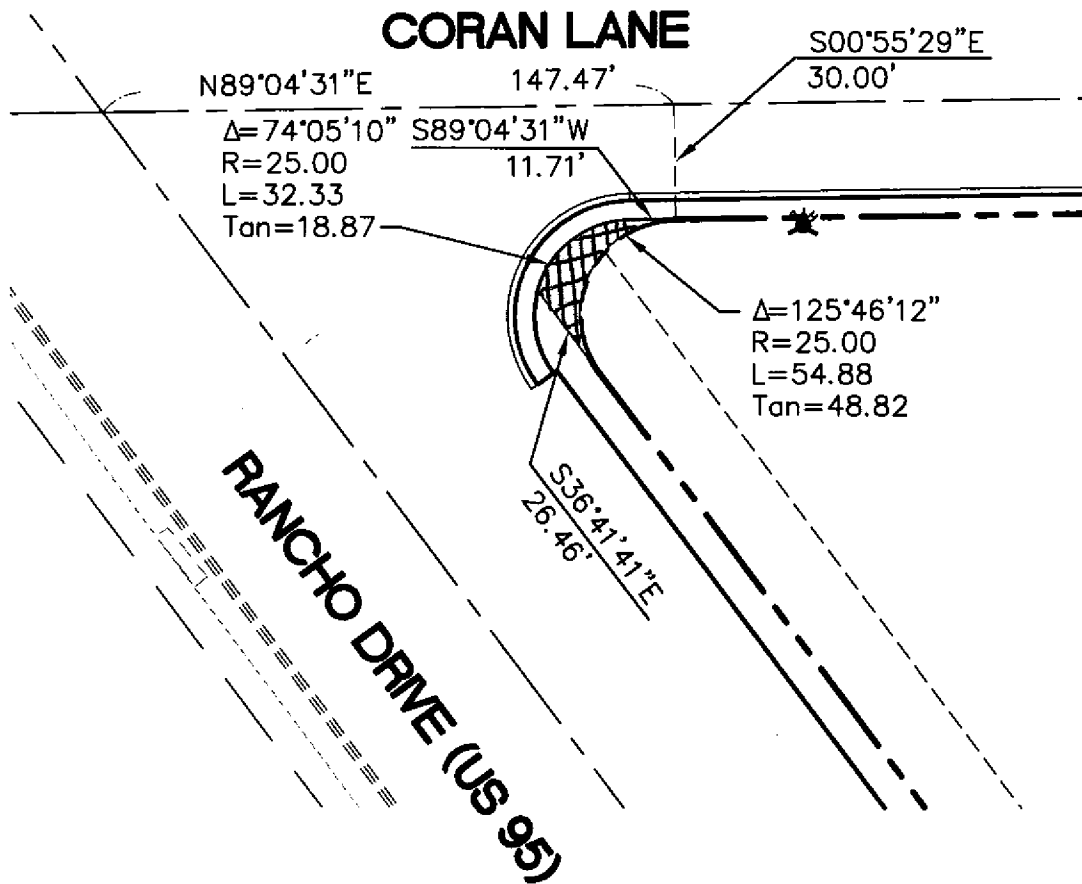 CORAN LANE
S00°55'29"E
30.00'
N89°04'31"E
147.47'
Δ=74°05'10"
R=25.00
L=32.33
Tan=18.87
S89°04'31"W
11.71'
Δ=125°46'12"
R=25.00
L=54.88
Tan=48.82
S36°41'41"E
26.46'
RANCHO DRIVE (US 95)